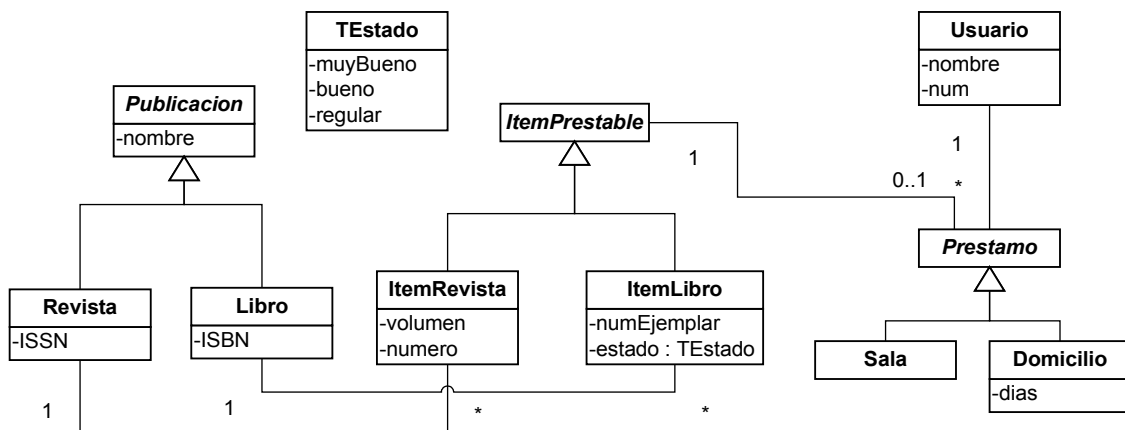 TEstado
-muyBueno
-bueno
-regular
Usuario
-nombre
-num
Publicacion
-nombre
ItemPrestable
1
1
0..1
*
Prestamo
Revista
-ISSN
Libro
-ISBN
ItemRevista
-volumen
-numero
ItemLibro
-numEjemplar
-estado : TEstado
Sala
Domicilio
-dias
1
1
*
*